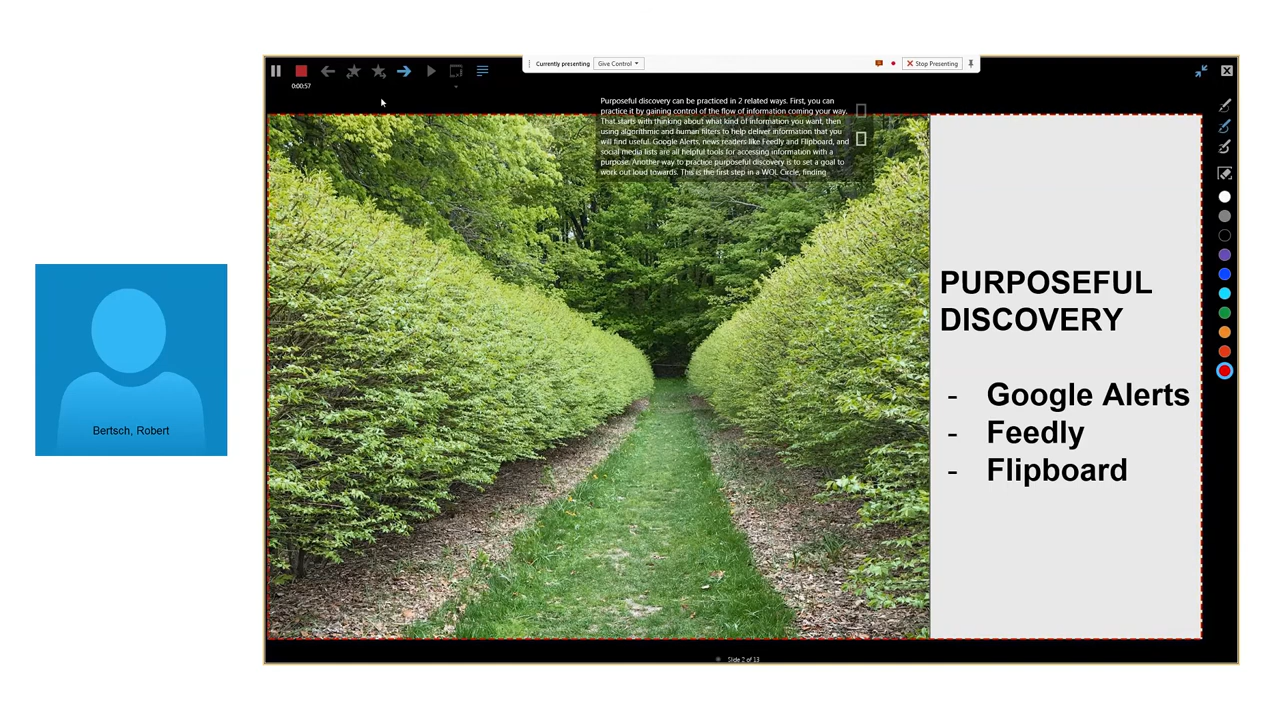 Currently presenting
Give Control
Stop Presenting
0:00:57
Purposeful discovery can be practiced in 2 related ways. First, you can
practice it by gaining control of the flow of information coming your way.
That starts with thinking about what kind of information you want, then
using algorithmic and human filters to help deliver information that you
will find useful. Google Alerts, news readers like Feedly and Flipboard, and
social media lists are all helpful tools for accessing information with a
purpose. Another way to practice purposeful discovery is to set a goal to
work out loud towards. This is the first step in a WOL Circle, finding
PURPOSEFUL
DISCOVERY
- Google Alerts
- Feedly
- Flipboard
Bertsch, Robert
Slide 2 of 13